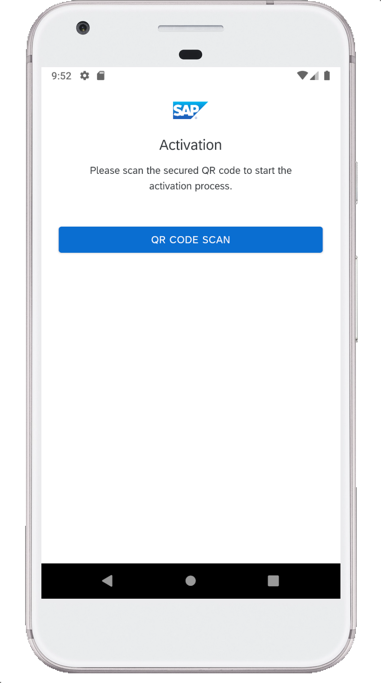 9:52
SAP
Activation
Please scan the secured QR code to start the
activation process.
QR CODE SCAN